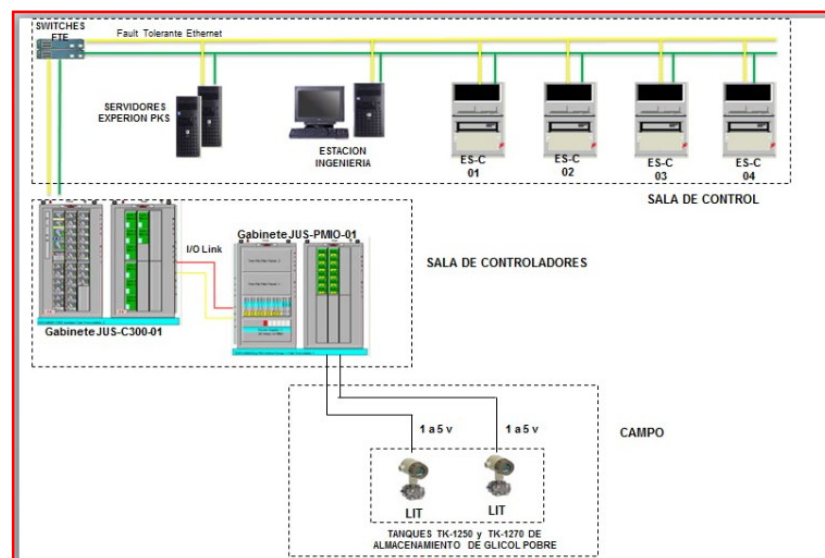 SWITCHES
FTE
Fault Tolerante Ethernet
SERVIDORES
EXPERION PKS
ESTACION
INGENIERIA
ES-C
01
ES-C
02
ES-C
03
ES-C
04
SALA DE CONTROL
Gabinete JUS-PMIO-01
I/O Link
SALA DE CONTROLADORES
Gabinete JUS-C300-01
1 a 5 v
1 a 5 v
CAMPO
LIT
LIT
TANQUES TK-1250 y TK-1270 DE
ALMACENAMIENTO DE GLICOL POBRE